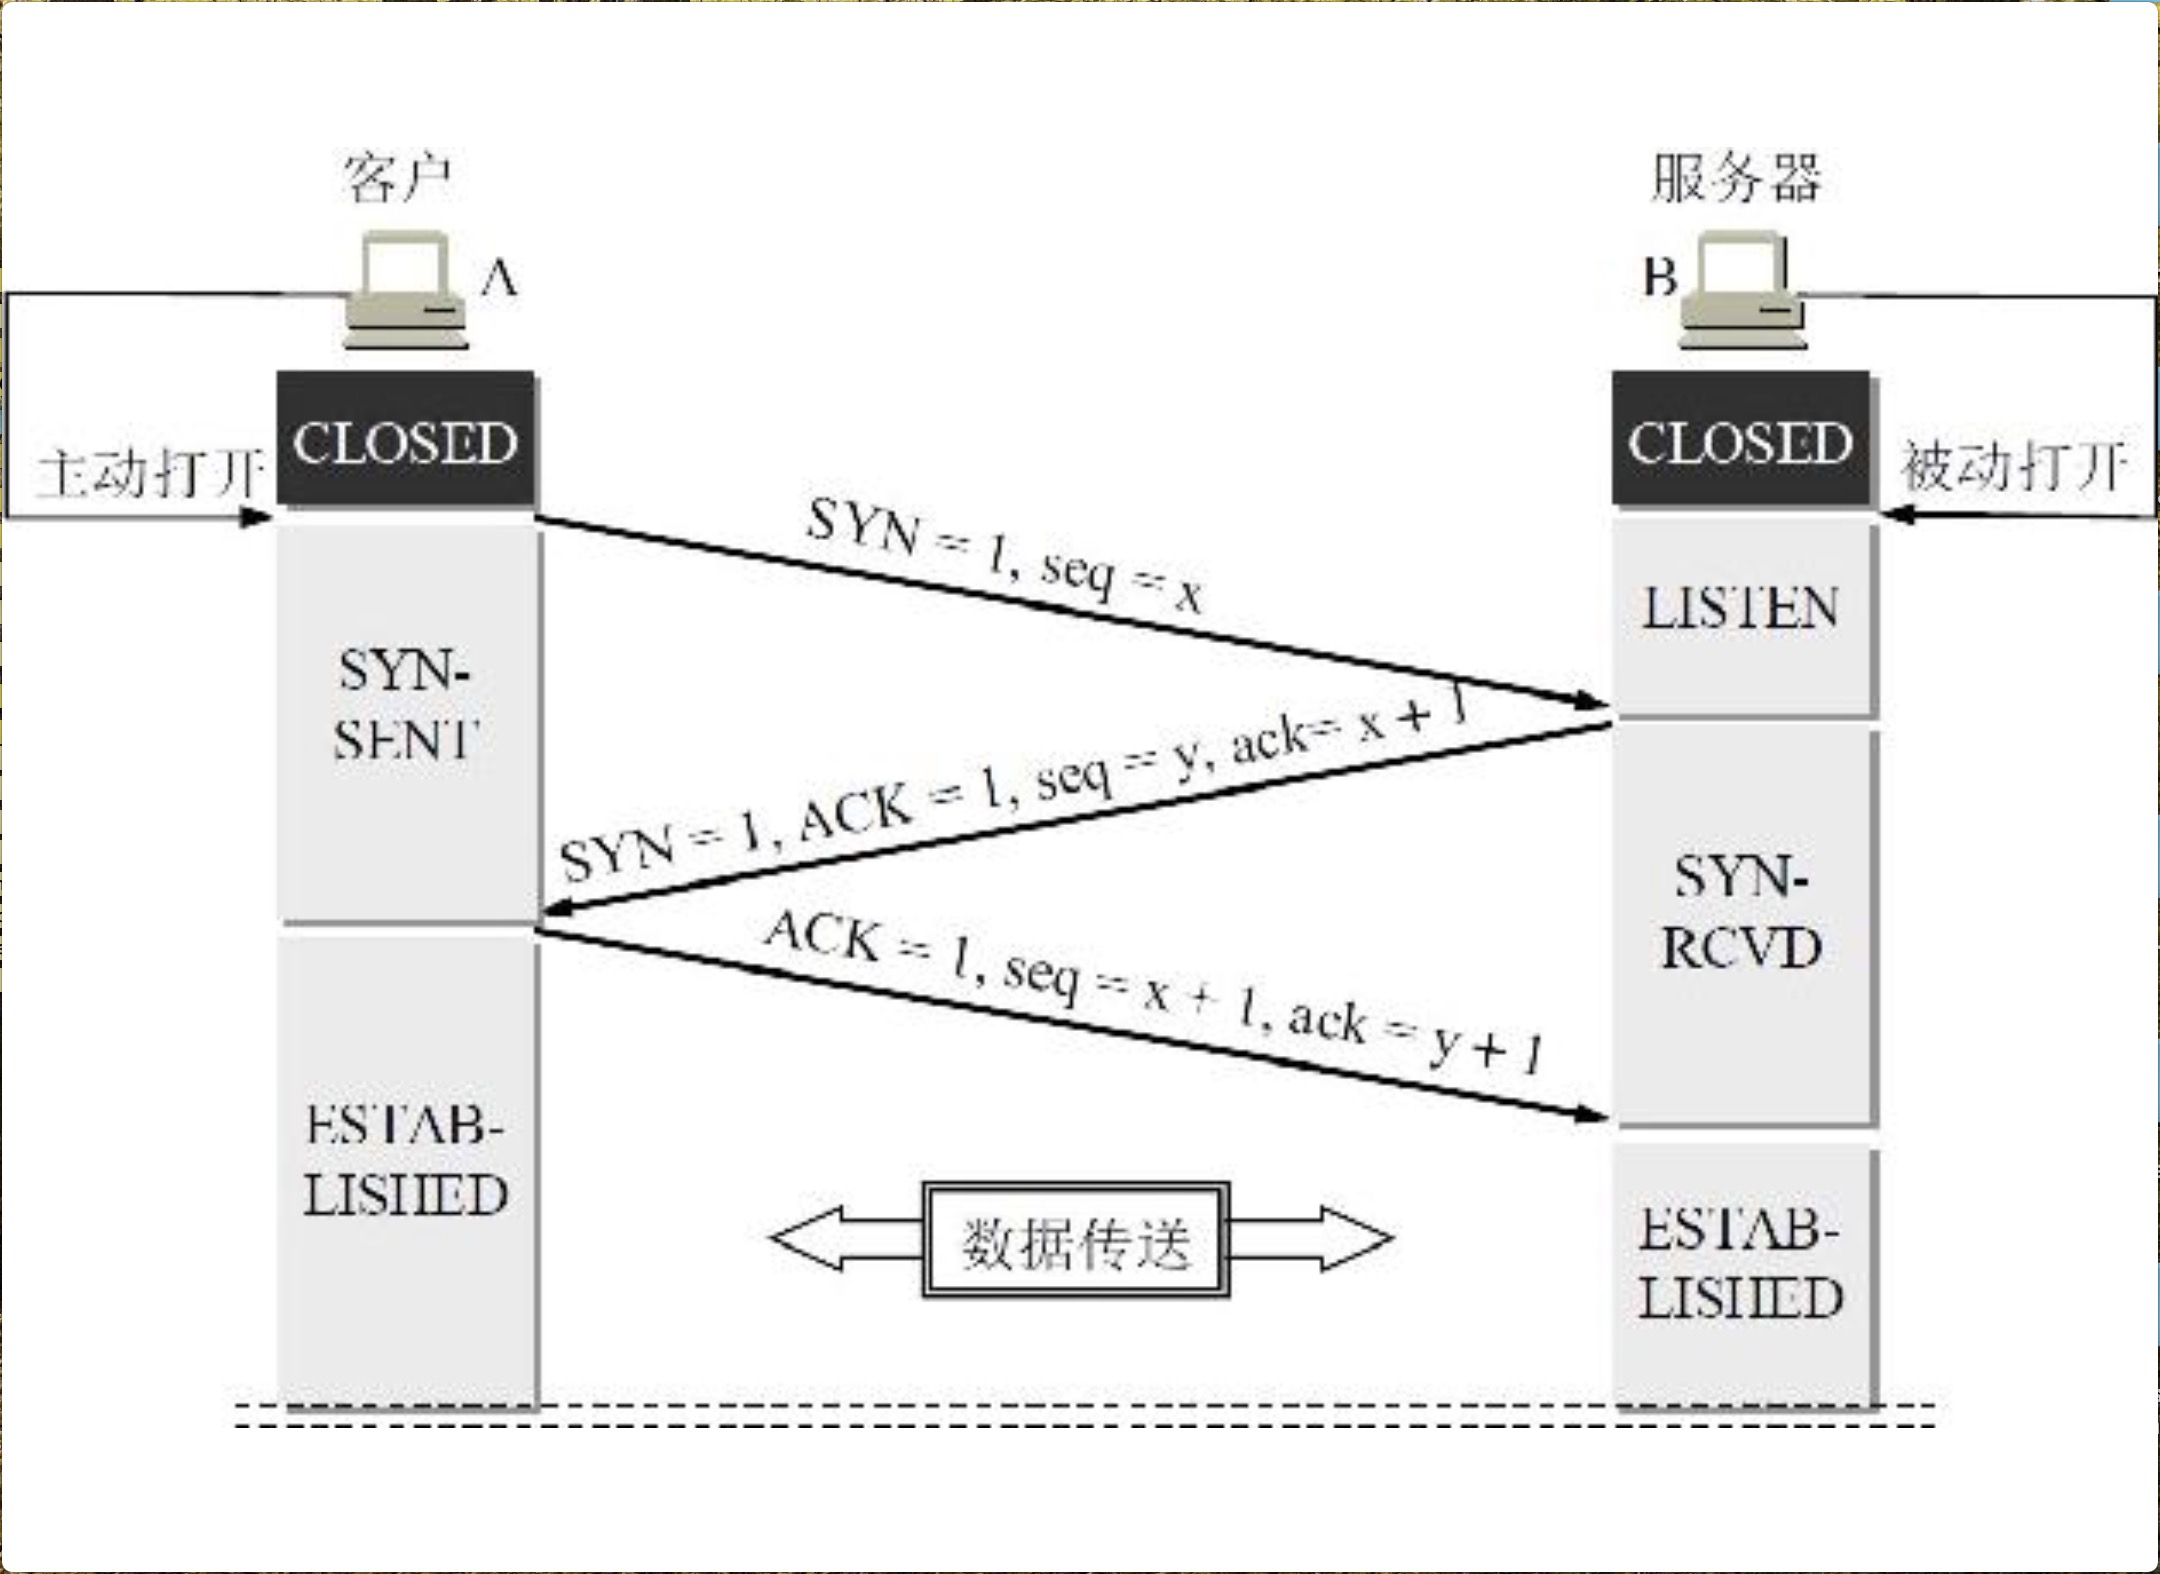 客户
服务器
A
B
CLOSED
CLOSED
主动打开
被动打开
SYN = 1, seq = x
LISTEN
SYN-
SENT
SYN = 1, ACK = 1, seq = y, ack= x + 1
SYN-
RCVD
ACK = 1, seq = x + 1, ack = y + 1
ESTAB-
LISHED
数据传送
ESTAB-
LISHED